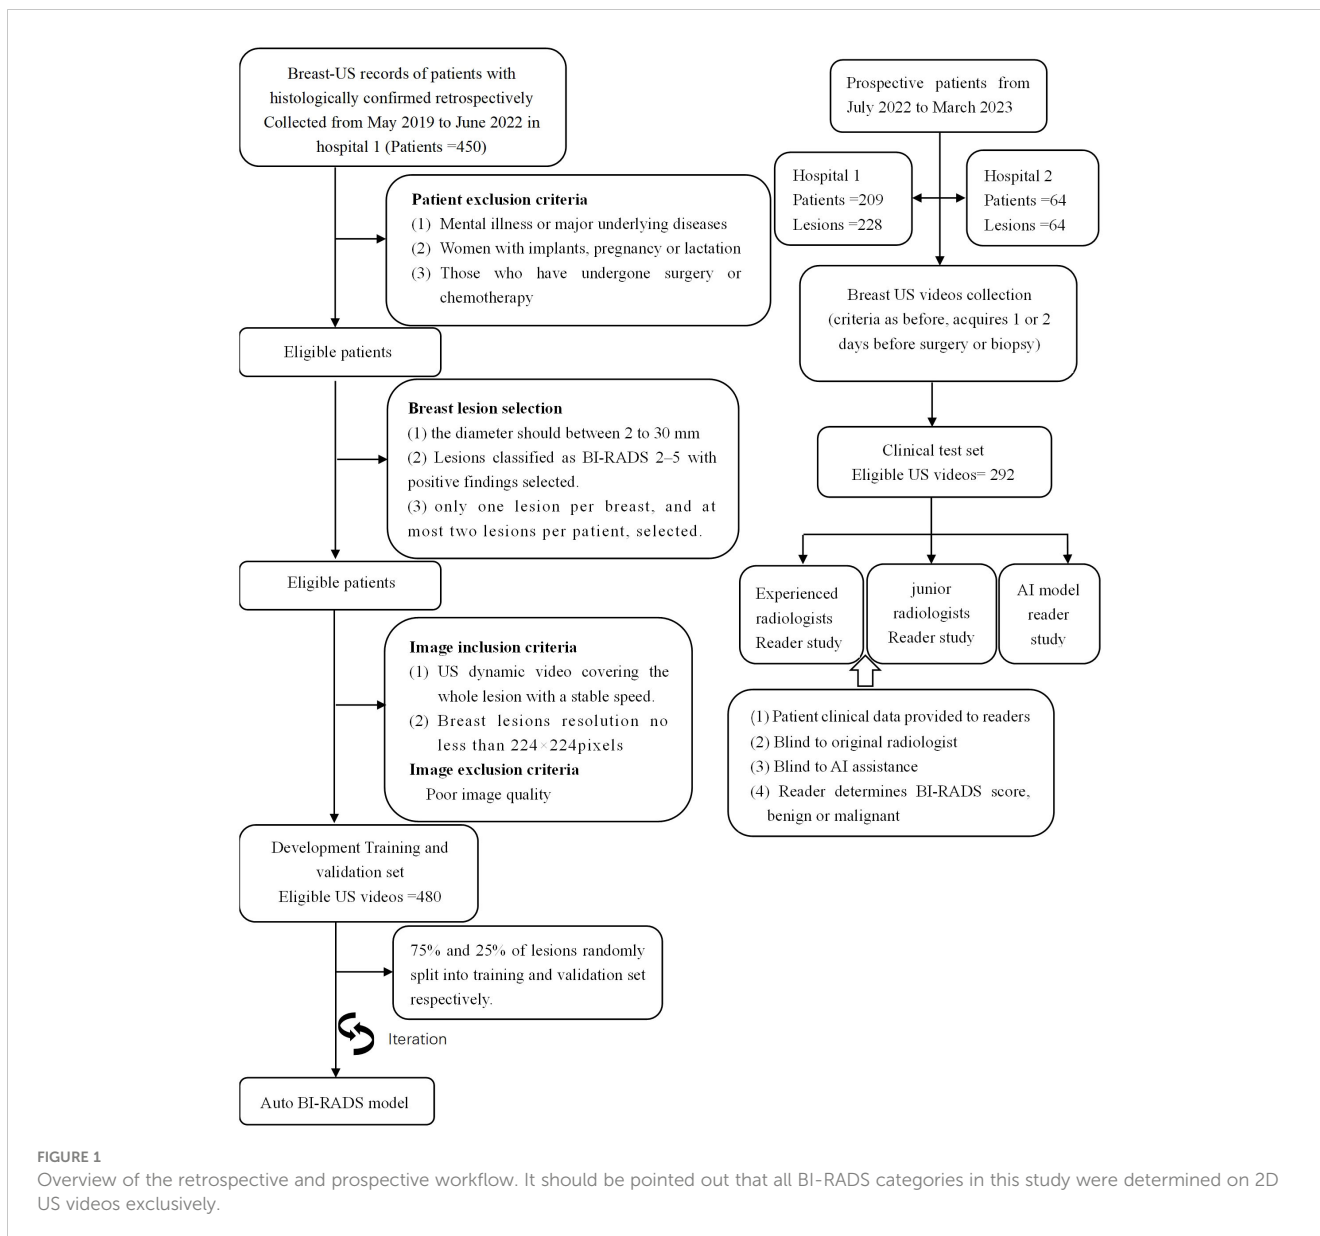 Breast-US records of patients with
histologically confirmed retrospectively
Collected from May 2019 to June 2022 in
hospital 1 (Patients =450)
Patient exclusion criteria
(1) Mental illness or major underlying diseases
(2) Women with implants, pregnancy or lactation
(3) Those who have undergone surgery or
chemotherapy
Eligible patients
Breast lesion selection
(1) the diameter should between 2 to 30 mm
(2) Lesions classified as BI-RADS 2–5 with
positive findings selected.
(3) only one lesion per breast, and at
most two lesions per patient, selected.
Eligible patients
Image inclusion criteria
(1) US dynamic video covering the
whole lesion with a stable speed.
(2) Breast lesions resolution no
less than 224×224pixels
Image exclusion criteria
Poor image quality
Development Training and
validation set
Eligible US videos =480
75% and 25% of lesions randomly
split into training and validation set
respectively.
Iteration
Auto BI-RADS model
Prospective patients from
July 2022 to March 2023
Hospital 1
Patients =209
Lesions =228
Hospital 2
Patients =64
Lesions =64
Breast US videos collection
(criteria as before, acquires 1 or 2
days before surgery or biopsy)
Clinical test set
Eligible US videos= 292
Experienced
radiologists
Reader study
junior
radiologists
Reader study
AI model
reader
study
(1) Patient clinical data provided to readers
(2) Blind to original radiologist
(3) Blind to AI assistance
(4) Reader determines BI-RADS score,
benign or malignant
FIGURE 1
Overview of the retrospective and prospective workflow. It should be pointed out that all BI-RADS categories in this study were determined on 2D
US videos exclusively.